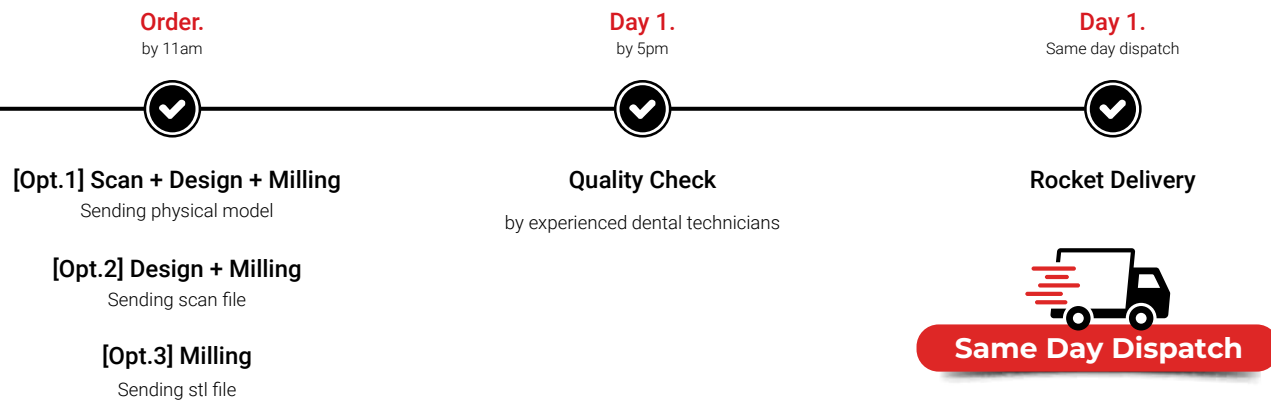 Order.
by 11am
[Opt.1] Scan + Design + Milling
Sending physical model
[Opt.2] Design + Milling
Sending scan file
[Opt.3] Milling
Sending stl file
Day 1.
by 5pm
Quality Check
by experienced dental technicians
Day 1.
Same day dispatch
Rocket Delivery
Same Day Dispatch